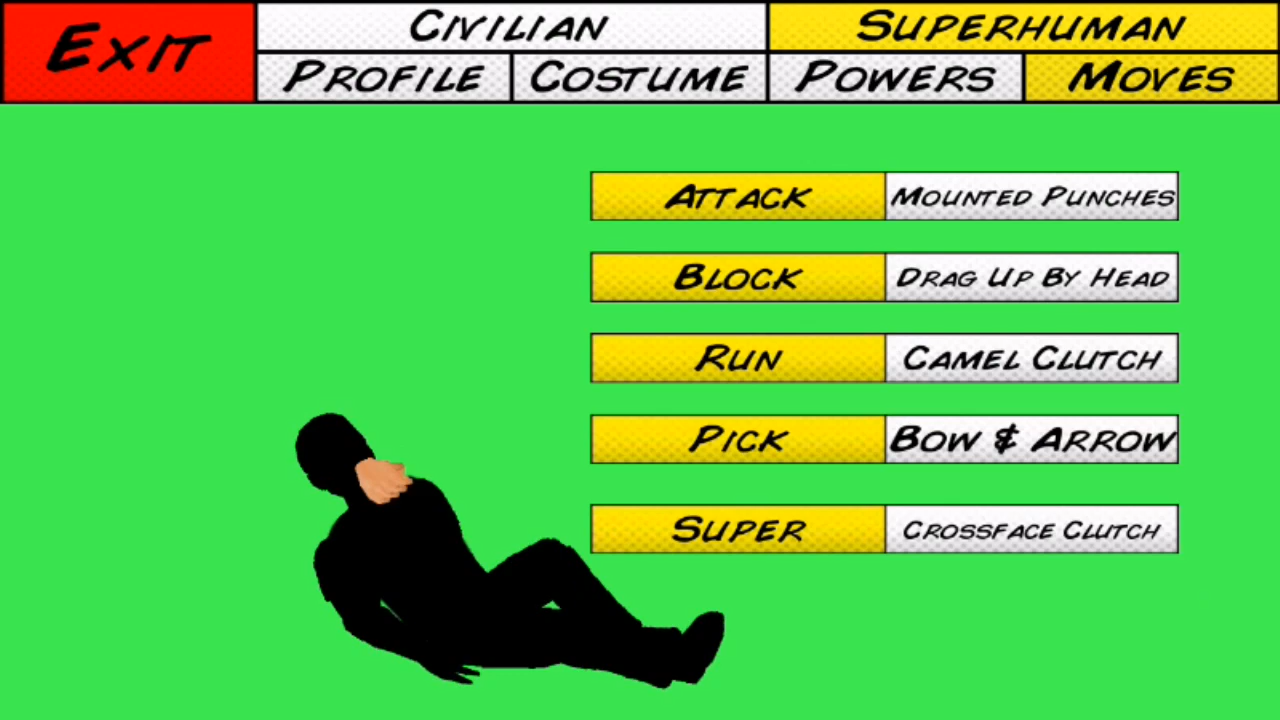 Exit
Civilian
Superhuman
Profile
Costume
Powers
Moves
Attack Mounted Punches
Block Drag Up By Head
Run Camel Clutch
Pick Bow & Arrow
Super Crossface Clutch